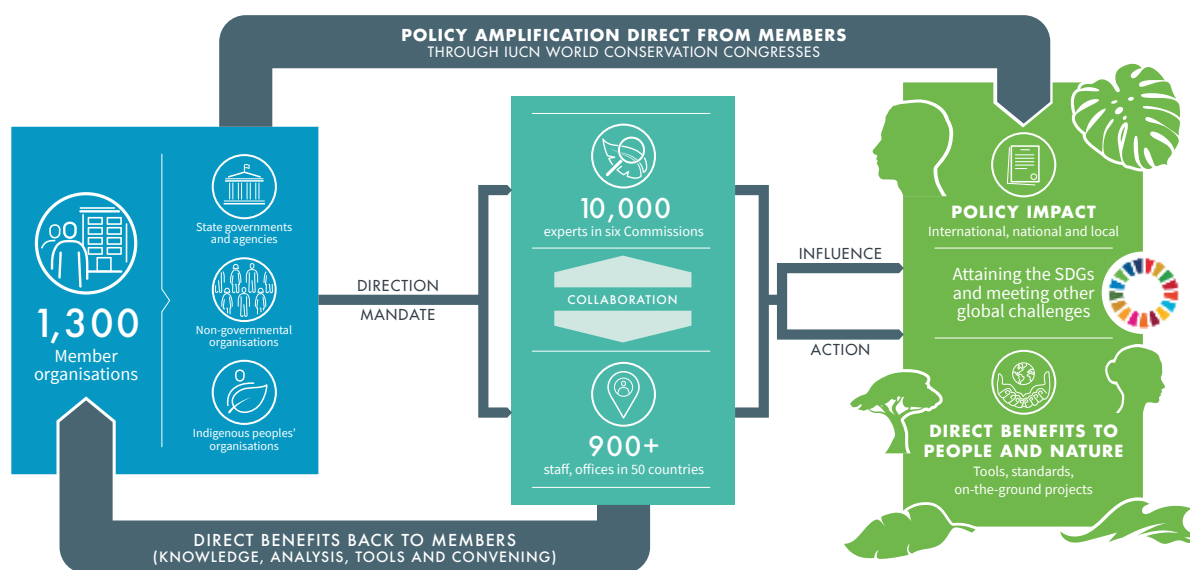 POLICY AMPLIFICATION DIRECT FROM MEMBERS
THROUGH IUCN WORLD CONSERVATION CONGRESSES
1,300
Member
organisations
State governments
and agencies
Non-governmental
organisations
Indigenous peoples'
organisations
DIRECTION
MANDATE
10,000
experts in six Commissions
COLLABORATION
900+
staff, offices in 50 countries
INFLUENCE
ACTION
POLICY IMPACT
International, national and local
Attaining the SDGs
and meeting other
global challenges
DIRECT BENEFITS TO
PEOPLE AND NATURE
Tools, standards,
on-the-ground projects
DIRECT BENEFITS BACK TO MEMBERS
(KNOWLEDGE, ANALYSIS, TOOLS AND CONVENING)